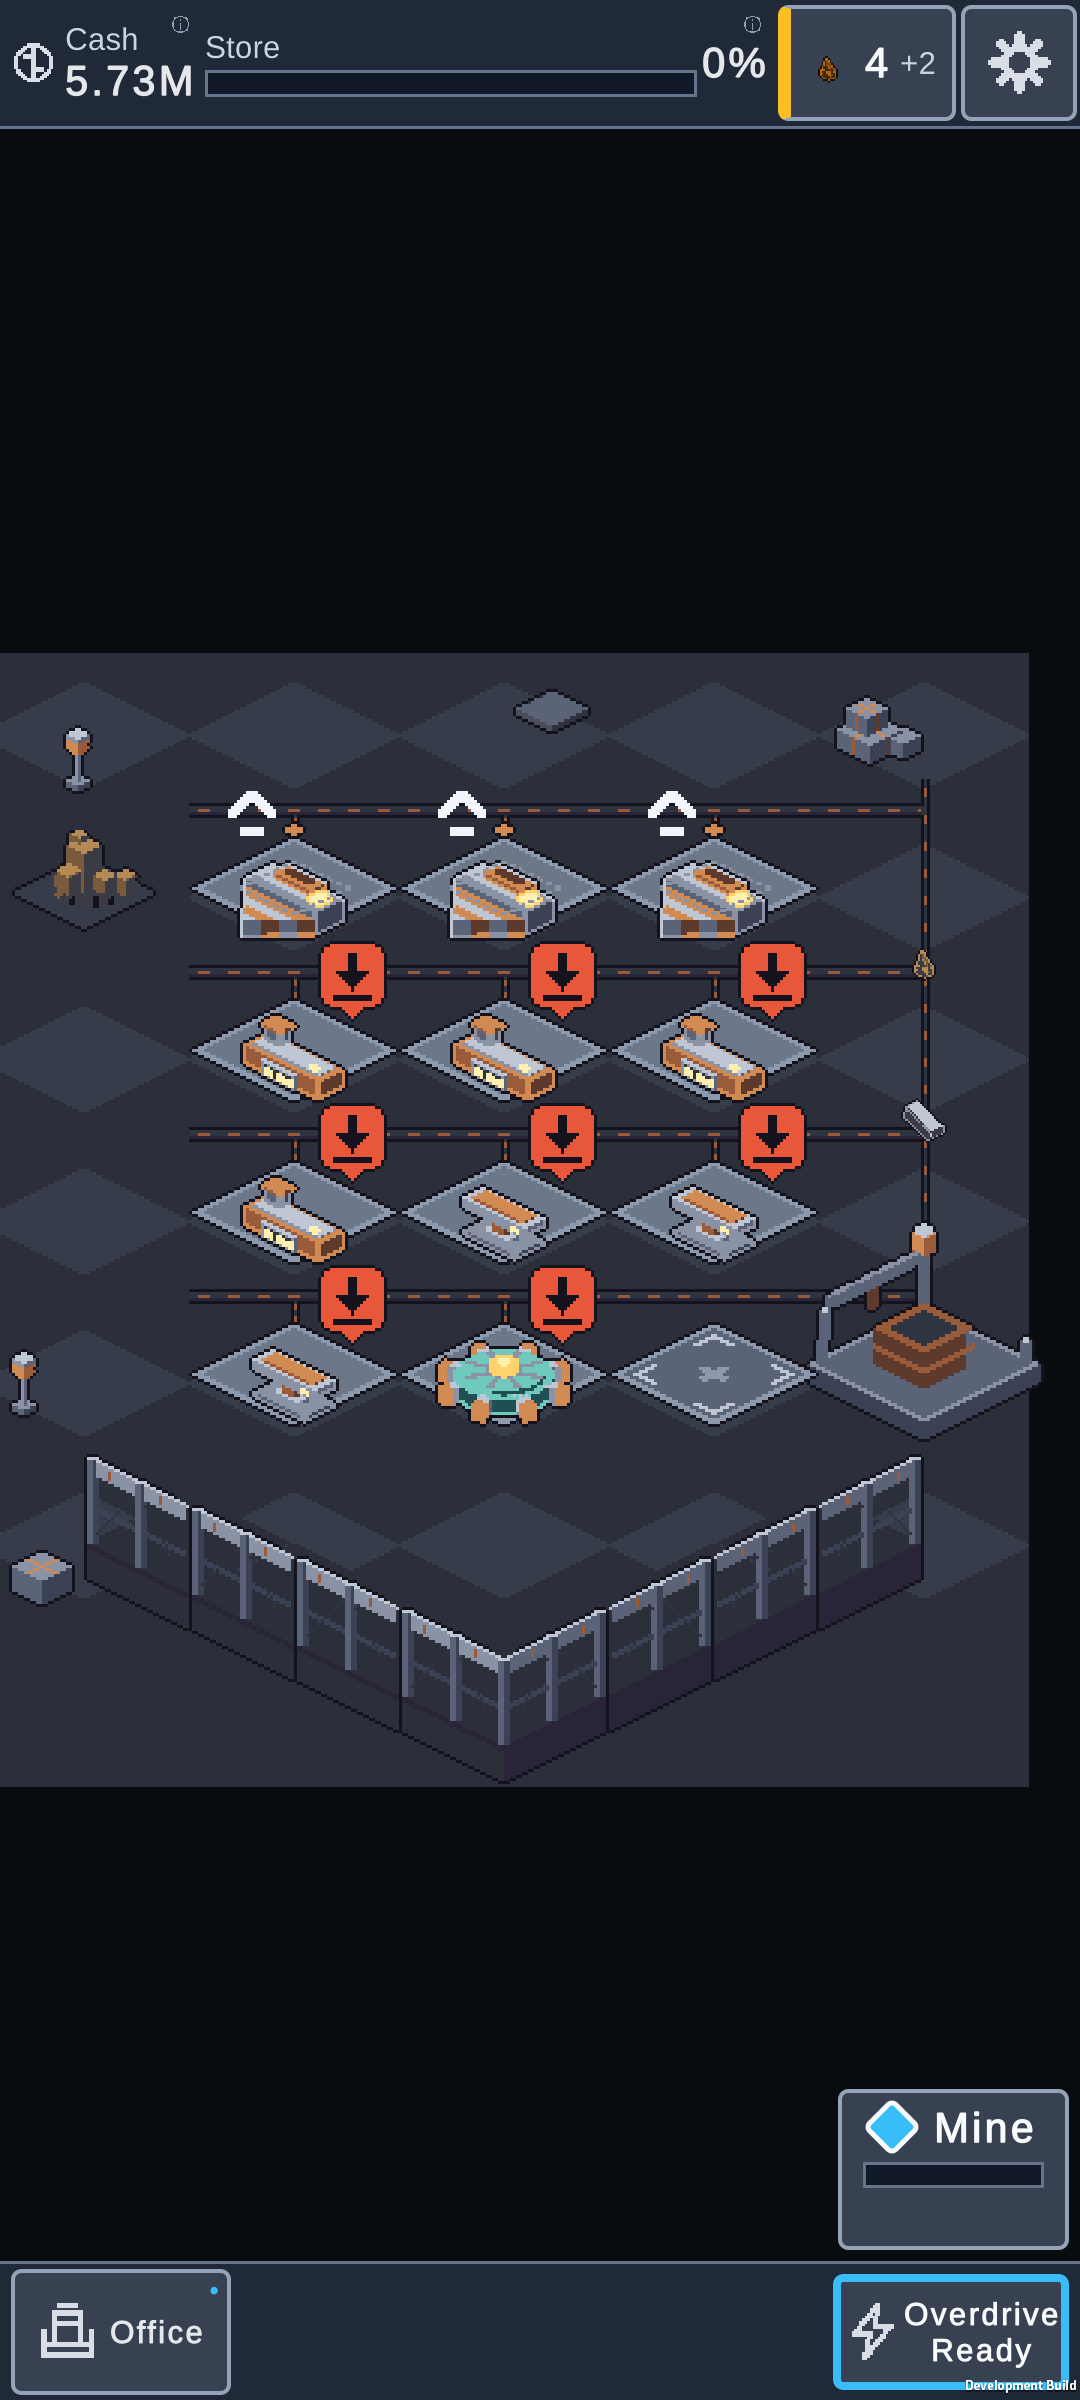 Cash
5.73M
Store
0%
4 +2
Mine
Office
Overdrive
Ready
Development Build